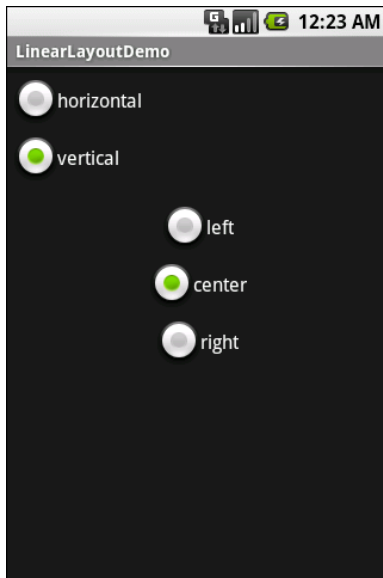 12:23 AM
LinearLayoutDemo
horizontal
vertical
left
center
right